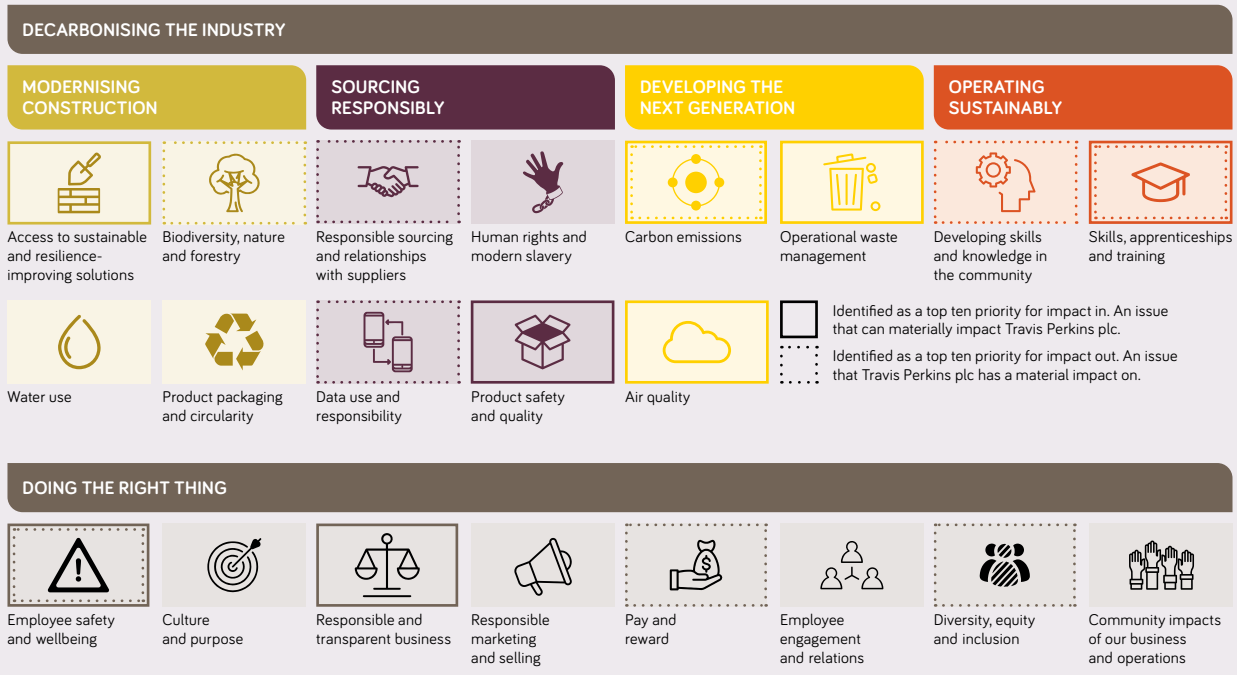 DECARBONISING THE INDUSTRY
MODERNISING
CONSTRUCTION
SOURCING
RESPONSIBLY
DEVELOPING THE
NEXT GENERATION
OPERATING
SUSTAINABLY
Access to sustainable
and resilience-
improving solutions
Biodiversity, nature
and forestry
Responsible sourcing
and relationships
with suppliers
Human rights and
modern slavery
Carbon emissions
Operational waste
management
Developing skills
and knowledge in
the community
Skills, apprenticeships
and training
Water use
Product packaging
and circularity
Data use and
responsibility
Product safety
and quality
Air quality
Identified as a top ten priority for impact in. An issue
that can materially impact Travis Perkins plc.
Identified as a top ten priority for impact out. An issue
that Travis Perkins plc has a material impact on.
DOING THE RIGHT THING
Employee safety
and wellbeing
Culture
and purpose
Responsible and
transparent business
Responsible
marketing
and selling
$
Pay and
reward
Employee
engagement
and relations
Diversity, equity
and inclusion
Community impacts
of our business
and operations